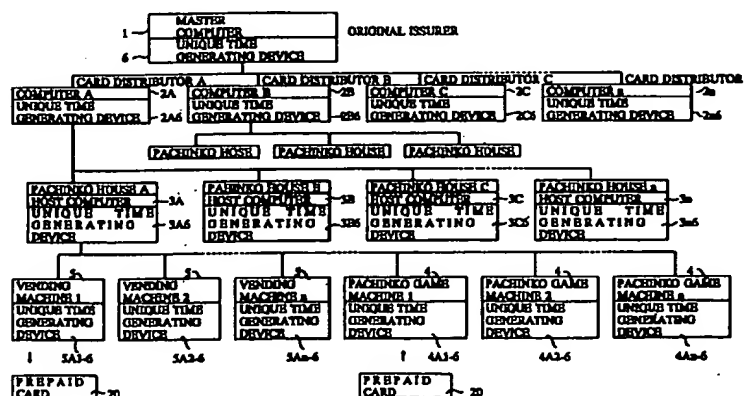 MASTER
COMPUTER
UNIQUE TIME
GENERATING DEVICE
1
6
ORIGINAL ISSURER
CARD DISTRIBUTOR A
CARD DISTRIBUTOR B
CARD DISTRIBUTOR C
CARD DISTRIBUTOR
COMPUTER A
UNIQUE TIME
GENERATING DEVICE
2A
2A6
COMPUTER B
UNIQUE TIME
GENERATING DEVICE
2B
2B6
COMPUTER C
UNIQUE TIME
GENERATING DEVICE
2C
2C6
COMPUTER n
UNIQUE TIME
GENERATING DEVICE
2n
2n6
PACHINKO HOSE
PACHINKO HOUSE
PACHINKO HOUSE
PACHINKO HOUSE A
HOST COMPUTER
UNIQUE TIME
GENERATING
DEVICE
3A
3A6
PACHINKO HOUSE B
HOST COMPUTER
UNIQUE TIME
GENERATING
DEVICE
3B
3B6
PACHINKO HOUSE C
HOST COMPUTER
UNIQUE TIME
GENERATING
DEVICE
3C
3C6
PACHINKO HOUSE n
HOST COMPUTER
UNIQUE TIME
GENERATING
DEVICE
3n
3n6
5
VENDING
MACHINE 1
UNIQUE TIME
GENERATING
DEVICE
5A1-6
5
VENDING
MACHINE 2
UNIQUE TIME
GENERATING
DEVICE
5A2-6
5
VENDING
MACHINE n
UNIQUE TIME
GENERATING
DEVICE
5An-6
4
PACHINKO GAME
MACHINE 1
UNIQUE TIME
GENERATING
DEVICE
4A1-6
4
PACHINKO GAME
MACHINE 2
UNIQUE TIME
GENERATING
DEVICE
4A2-6
4
PACHINKO GAME
MACHINE n
UNIQUE TIME
GENERATING
DEVICE
4An-6
PREPAID
CARD
20
PREPAID
CARD
20